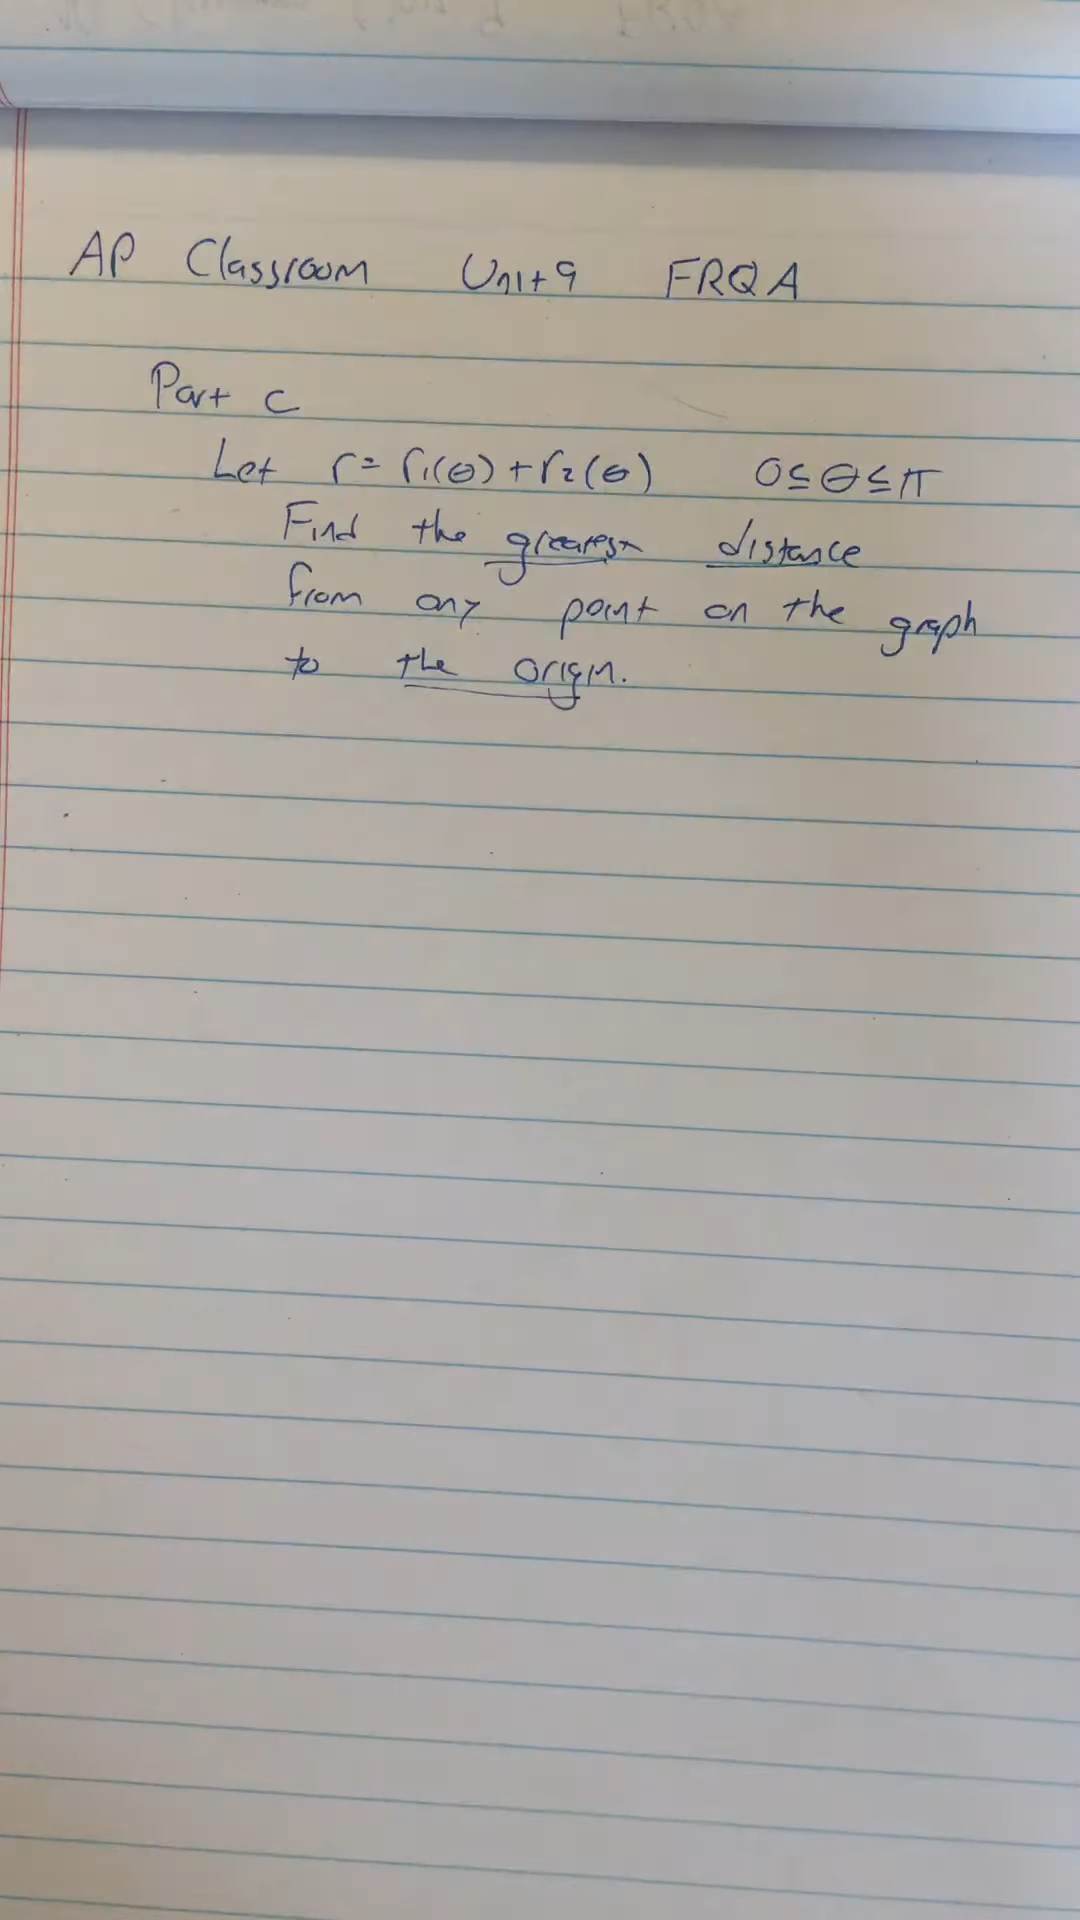 AP Classroom Unit 9 FRQ A
Part C
Let r = r₁(θ) + r₂(θ) 0 ≤ θ ≤ π
Find the greatest distance
from any point on the graph
to the origin.